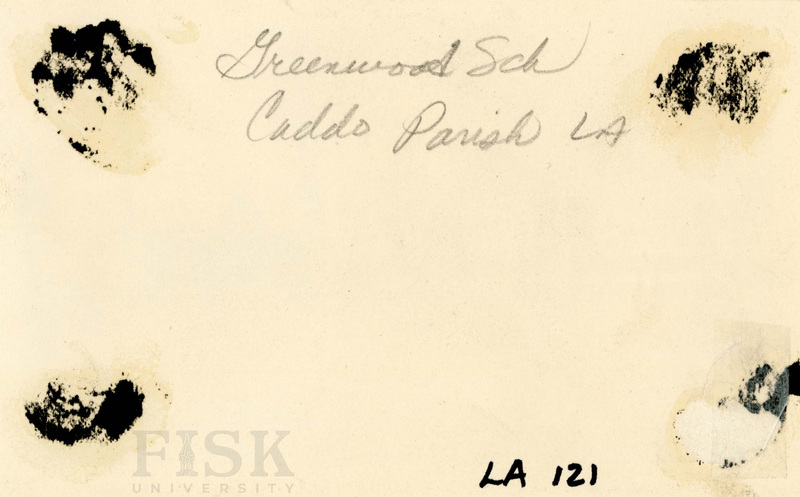 Greenwood Sch
Caddo Parish LA
FISK
UNIVERSITY
LA 121